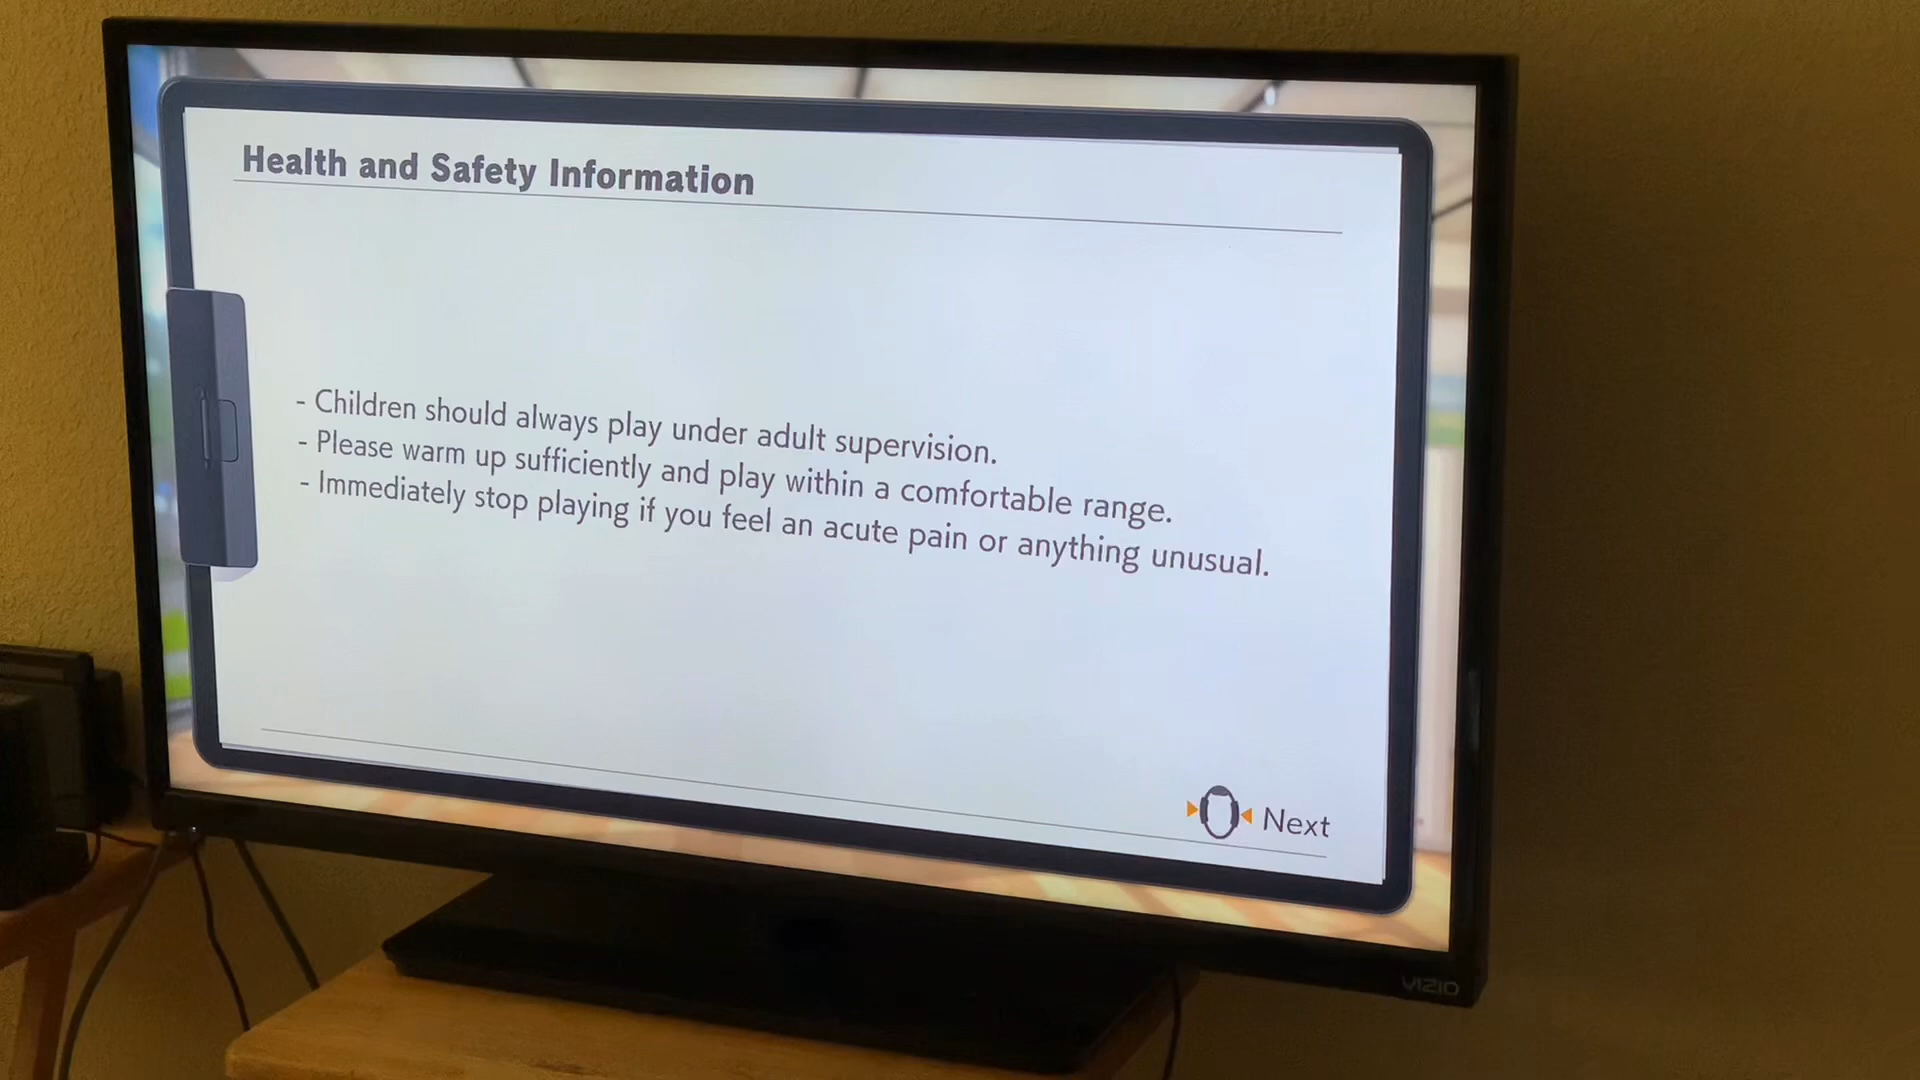 Health and Safety Information
- Children should always play under adult supervision.
- Please warm up sufficiently and play within a comfortable range.
- Immediately stop playing if you feel an acute pain or anything unusual.
Next
VIZIO